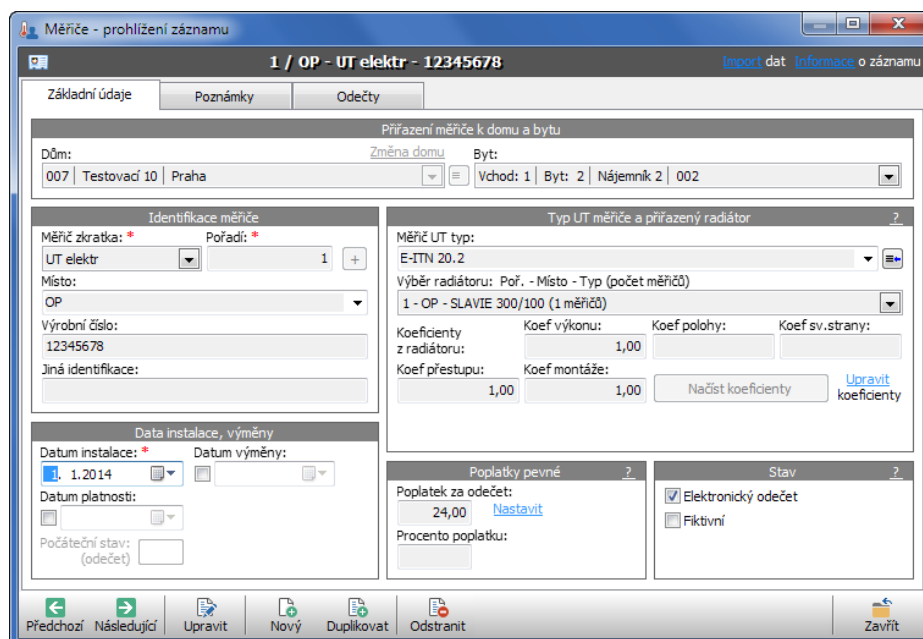 Měřiče - prohlížení záznamu
1 / OP - UT elektr - 12345678 Import dat Informace o záznamu
Základní údaje Poznámky Odečty
Přiřazení měřiče k domu a bytu
Dům: Změna domu Byt:
007 Testovací 10 Praha Vchod: 1 Byt: 2 Nájemník 2 002
Identifikace měřiče
Měřič zkratka: * Pořadí: *
UT elektr 1 +
Místo:
OP
Výrobní číslo:
12345678
Jiná identifikace:
Typ UT měřiče a přiřazený radiátor ?
Měřič UT typ:
E-ITN 20.2
Výběr radiátoru: Poř. - Místo - Typ (počet měřičů)
1 - OP - SLAVIE 300/100 (1 měřičů)
Koeficienty z radiátoru: Koef výkonu: Koef polohy: Koef sv.strany:
1,00
Koef přestupu: Koef montáže:
1,00 1,00 Načíst koeficienty Upravit koeficienty
Data instalace, výměny
Datum instalace: * Datum výměny:
1. 1.2014
Datum platnosti:
Počáteční stav:
(odečet)
Poplatky pevné ?
Poplatek za odečet:
24,00 Nastavit
Procento poplatku:
Stav ?
Elektronický odečet
Fiktivní
Předchozí Následující Upravit Nový Duplikovat Odstranit Zavřít